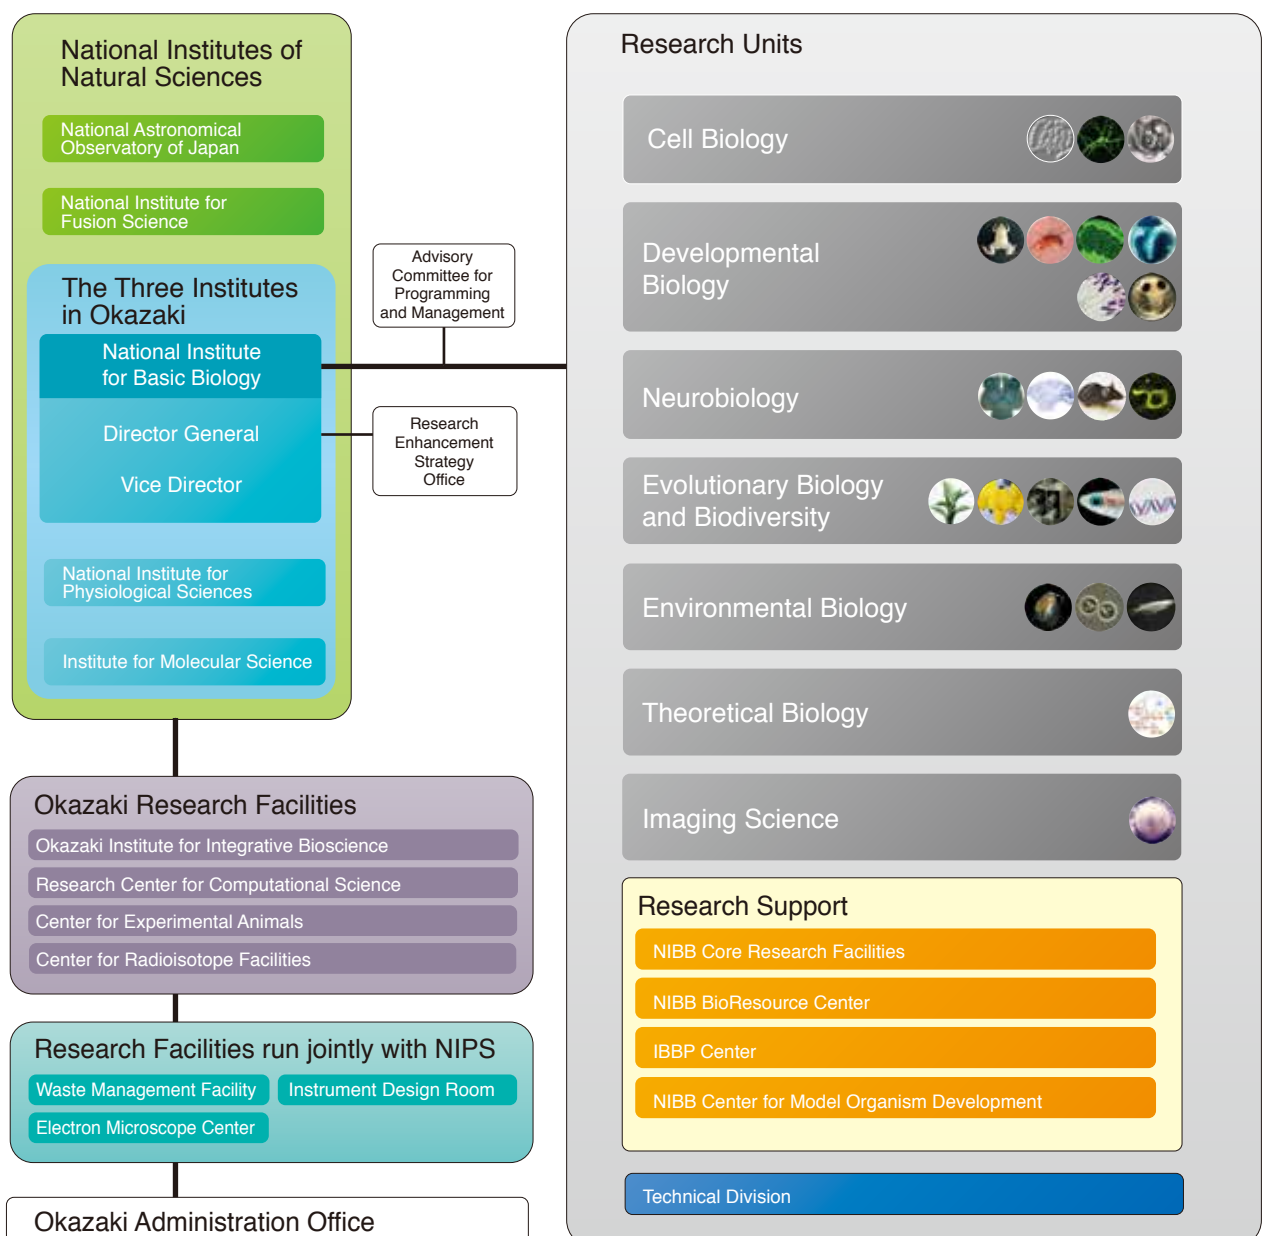 National Institutes of
Natural Sciences
National Astronomical
Observatory of Japan
National Institute for
Fusion Science
The Three Institutes
in Okazaki
National Institute
for Basic Biology
Director General
Vice Director
National Institute for
Physiological Sciences
Institute for Molecular Science
Advisory
Committee for
Programming
and Management
Research
Enhancement
Strategy
Office
Okazaki Research Facilities
Okazaki Institute for Integrative Bioscience
Research Center for Computational Science
Center for Experimental Animals
Center for Radioisotope Facilities
Research Facilities run jointly with NIPS
Waste Management Facility
Instrument Design Room
Electron Microscope Center
Okazaki Administration Office
Research Units
Cell Biology
Developmental
Biology
Neurobiology
Evolutionary Biology
and Biodiversity
Environmental Biology
Theoretical Biology
Imaging Science
Research Support
NIBB Core Research Facilities
NIBB BioResource Center
IBBP Center
NIBB Center for Model Organism Development
Technical Division